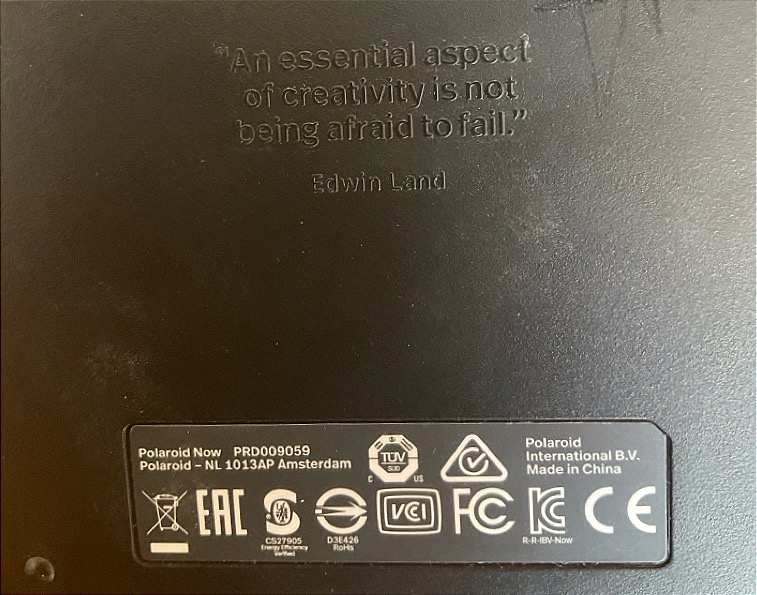 "An essential aspect
of creativity is not
being afraid to fail."
Edwin Land
Polaroid Now PRD009059
Polaroid – NL 1013AP Amsterdam
TÜV
SÜD
C US
Polaroid
International B.V.
Made in China
EAC
CS27905
Energy Efficiency
Verified
D3E426
RoHs
VCI
FC
KC
R-R-IBV-Now
CE